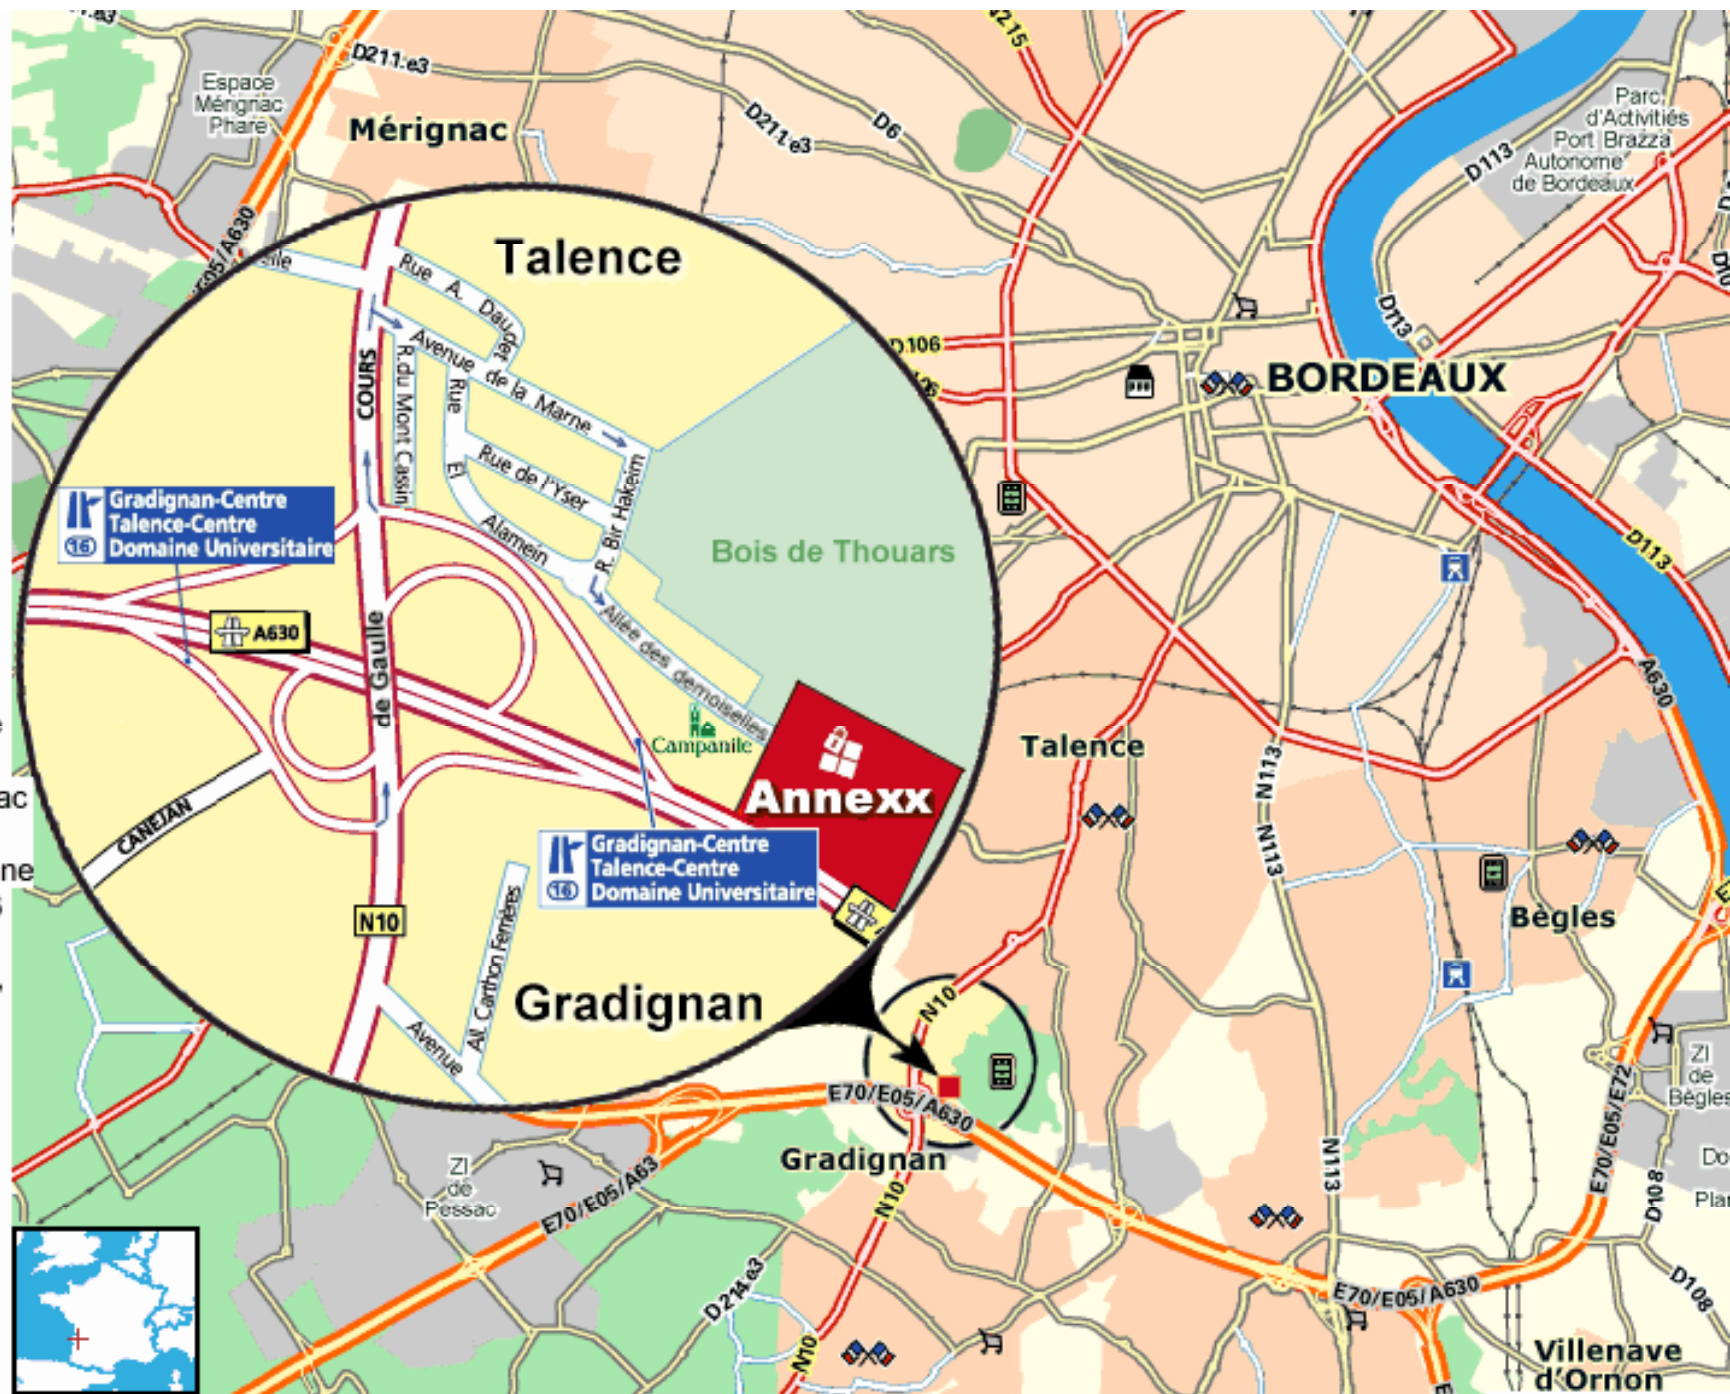 D211.e3
N215
Espace
Mérignac
Phare
Mérignac
D211.e3
D6
Parc
d'Activitiés
Port Brazza
Autonome
de Bordeaux
D113
D113
E05/A630
Talence
Rue A. Daudet
Avenue de la Marne
COURS
R.du Mont Cassin
Rue El Alamein
Rue de l'Yser
R. Bir Hakeim
D.106
BORDEAUX
Gradignan-Centre
Talence-Centre
16 Domaine Universitaire
Bois de Thouars
D113
A630
de Gaulle
Allée des demoiselles
Campanile
Annexx
A630
Talence
N113
N113
CANEJAN
Gradignan-Centre
Talence-Centre
16 Domaine Universitaire
N10
All. Carthon Ferrières
Gradignan
Avenue
Bègles
N10
E70/E05/A630
Gradignan
N10
ZI
de
Bègles
E70/E05/E72
ZI
de
Pessac
E70/E05/A63
N113
D108
D214.e3
N10
E70/E05/A630
D108
Villenave
d'Ornon